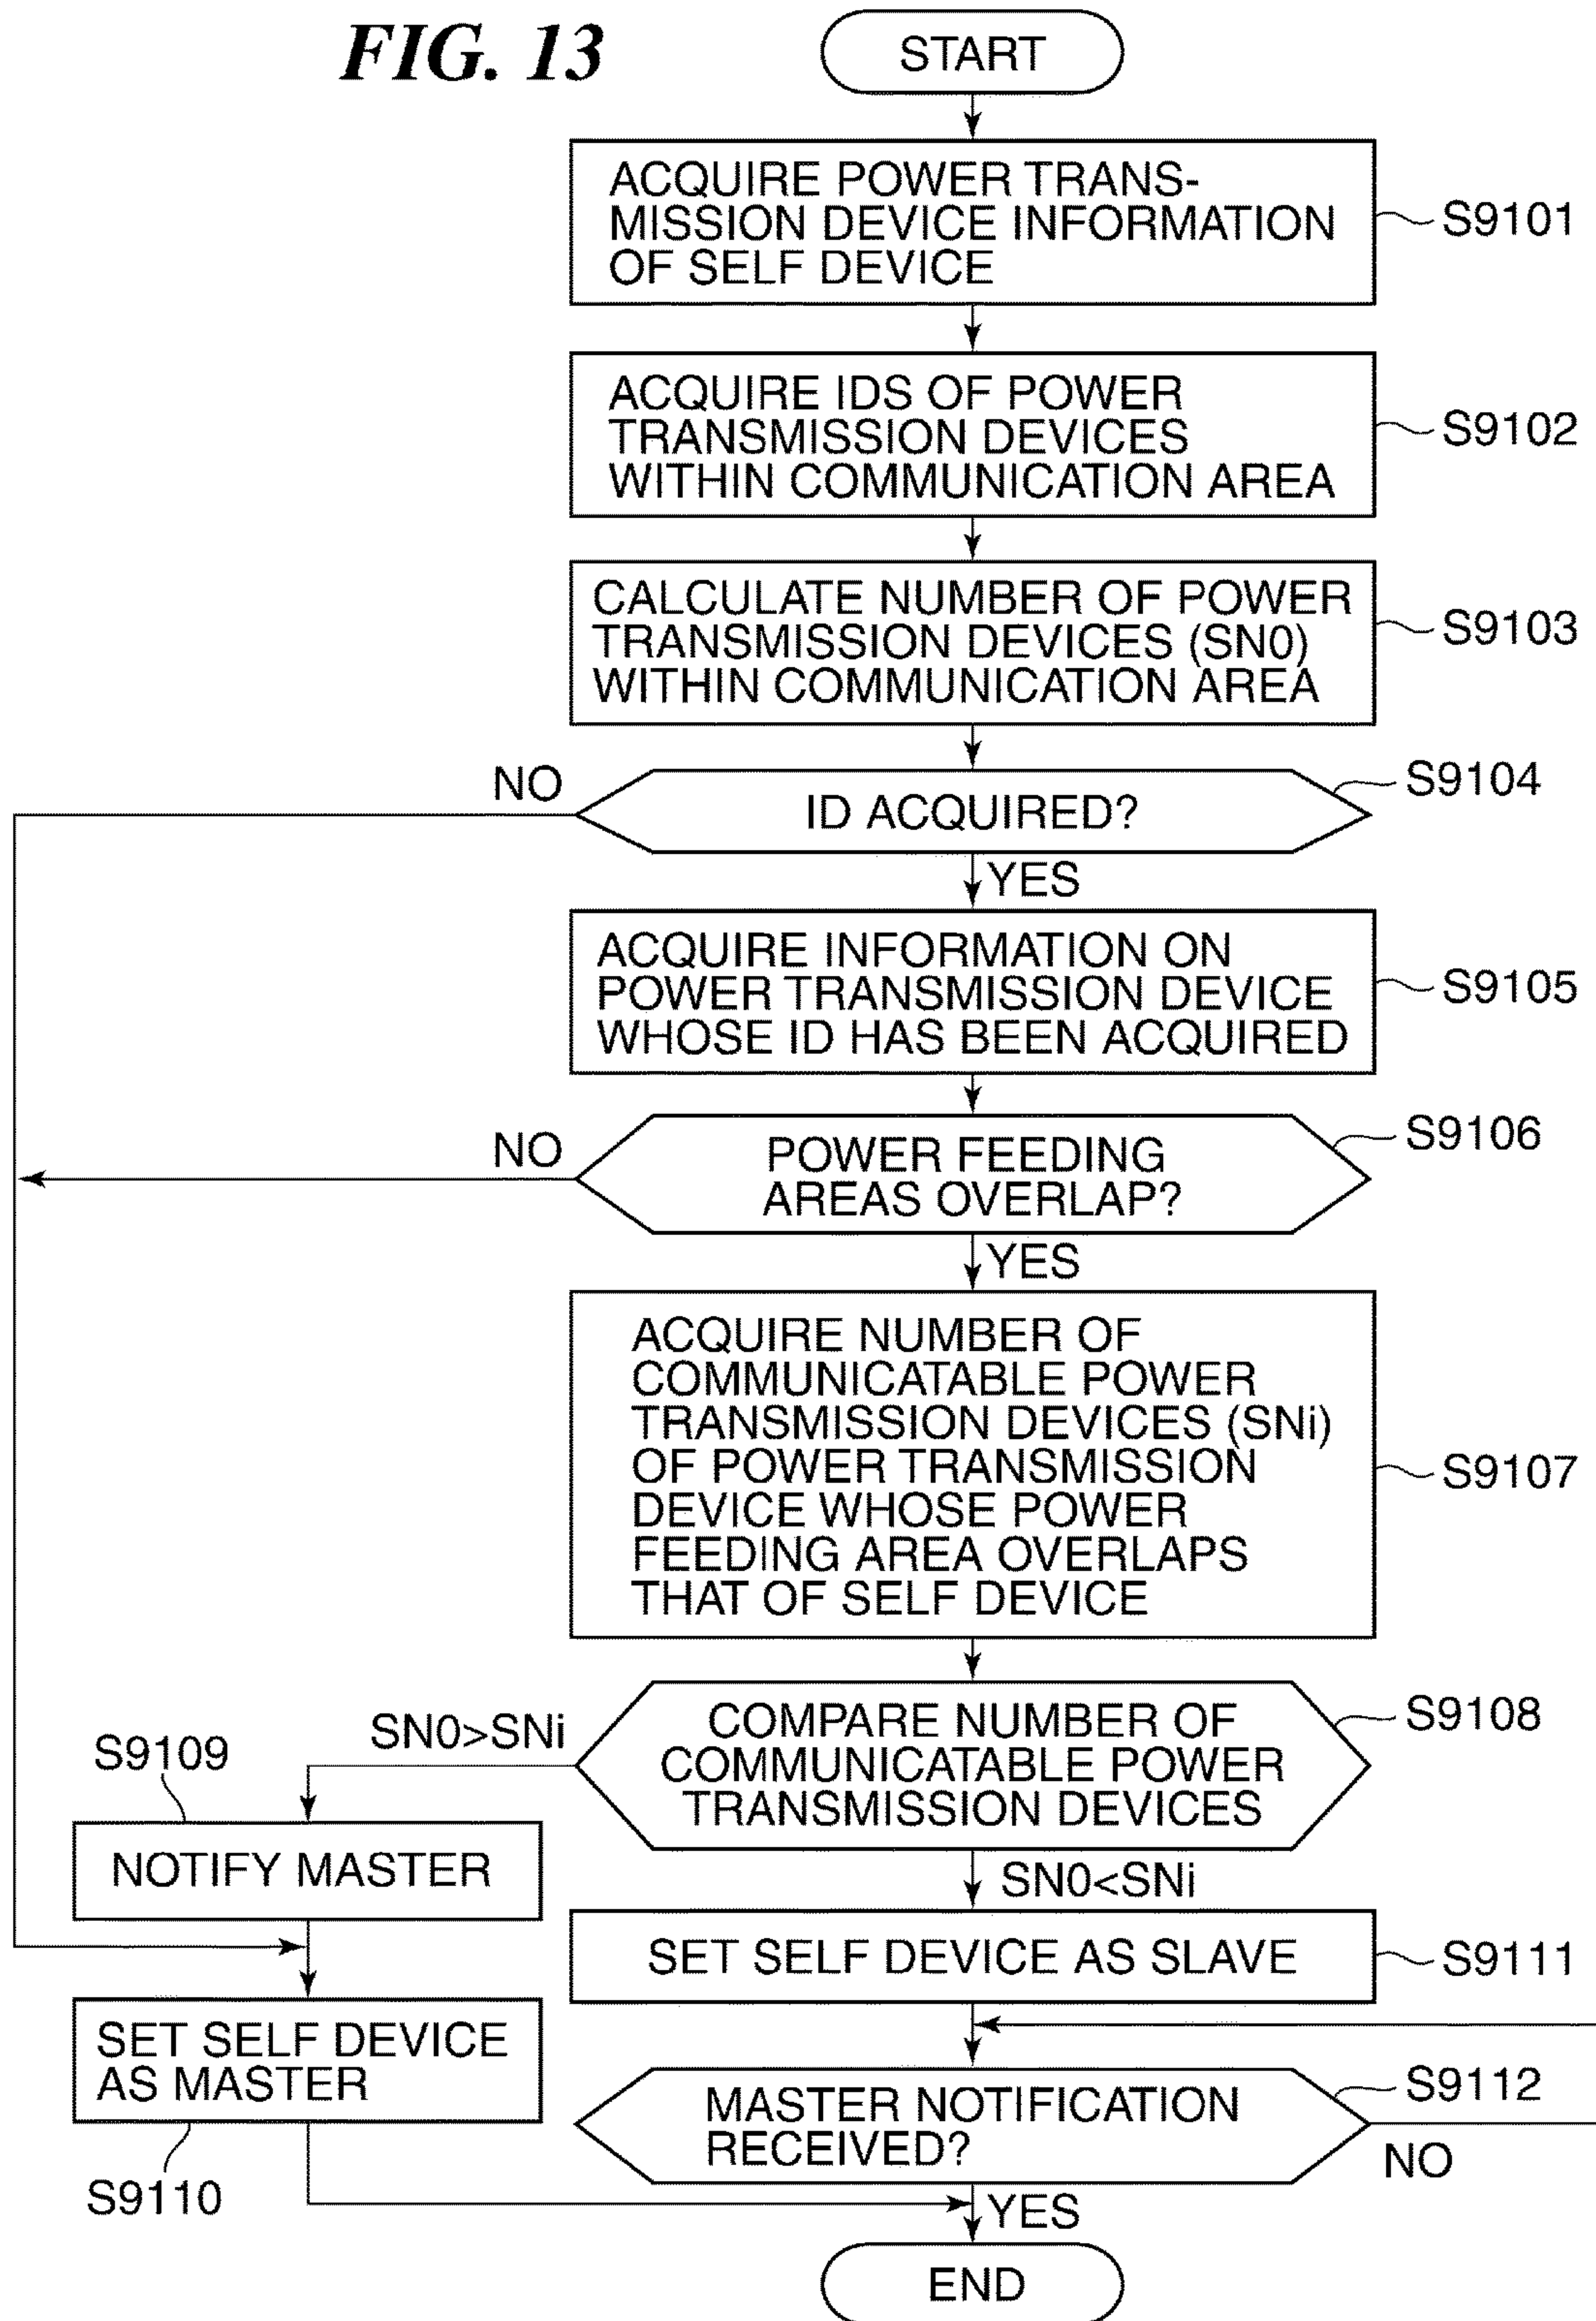 FIG. 13
START
ACQUIRE POWER TRANS-
MISSION DEVICE INFORMATION
OF SELF DEVICE
S9101
ACQUIRE IDS OF POWER
TRANSMISSION DEVICES
WITHIN COMMUNICATION AREA
S9102
CALCULATE NUMBER OF POWER
TRANSMISSION DEVICES (SN0)
WITHIN COMMUNICATION AREA
S9103
NO
ID ACQUIRED?
S9104
YES
ACQUIRE INFORMATION ON
POWER TRANSMISSION DEVICE
WHOSE ID HAS BEEN ACQUIRED
S9105
NO
POWER FEEDING
AREAS OVERLAP?
S9106
YES
ACQUIRE NUMBER OF
COMMUNICATABLE POWER
TRANSMISSION DEVICES (SNi)
OF POWER TRANSMISSION
DEVICE WHOSE POWER
FEEDING AREA OVERLAPS
THAT OF SELF DEVICE
S9107
SN0>SNi
COMPARE NUMBER OF
COMMUNICATABLE POWER
TRANSMISSION DEVICES
S9108
S9109
NOTIFY MASTER
SN0<SNi
SET SELF DEVICE AS SLAVE
S9111
SET SELF DEVICE
AS MASTER
S9110
MASTER NOTIFICATION
RECEIVED?
S9112
NO
YES
END